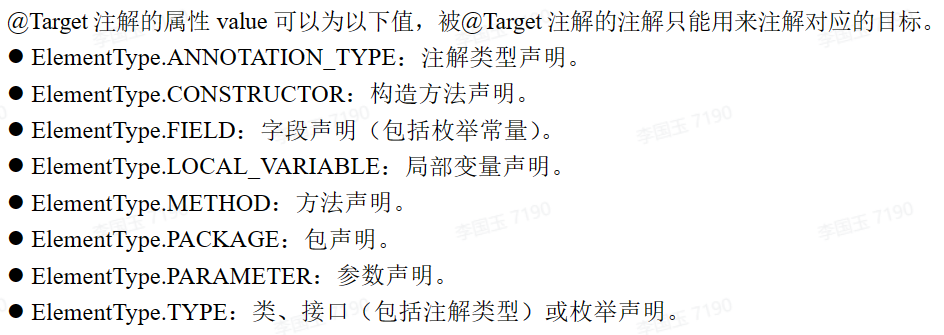 @Target 注解的属性 value 可以为以下值，被@Target 注解的注解只能用来注解对应的目标。
● ElementType.ANNOTATION_TYPE：注解类型声明。
● ElementType.CONSTRUCTOR：构造方法声明。
● ElementType.FIELD：字段声明（包括枚举常量）。
● ElementType.LOCAL_VARIABLE：局部变量声明。
● ElementType.METHOD：方法声明。
● ElementType.PACKAGE：包声明。
● ElementType.PARAMETER：参数声明。
● ElementType.TYPE：类、接口（包括注解类型）或枚举声明。
李国玉 7190
李国玉 7190
李国玉 7190